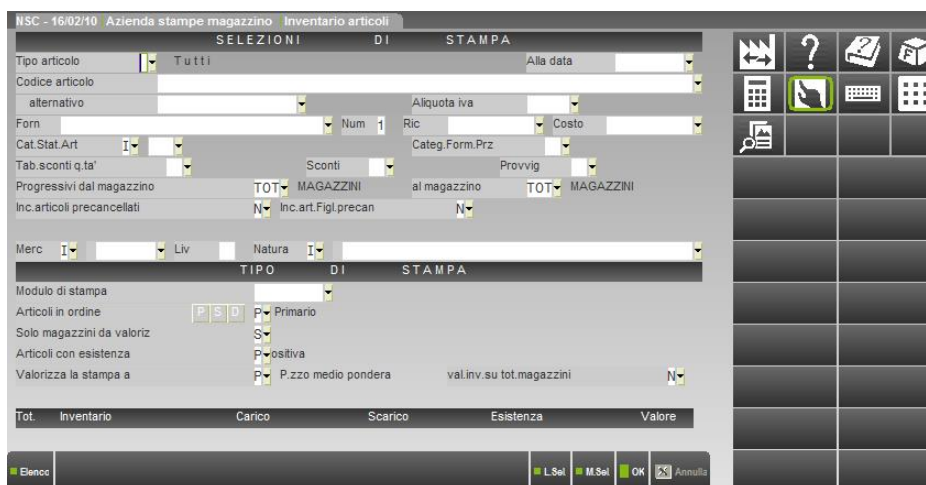 NSC - 16/02/10 Azienda stampe magazzino Inventario articoli
SELEZIONI DI STAMPA
Tipo articolo Tutti Alla data
Codice articolo
alternativo Aliquota iva
Forn Num 1 Ric Costo
Cat.Stat.Art I Categ.Form.Prz
Tab.sconti q.ta' Sconti Provvig
Progressivi dal magazzino TOT MAGAZZINI al magazzino TOT MAGAZZINI
Inc.articoli precancellati N Inc.art.Figl.precan N
Merc I Liv Natura I
TIPO DI STAMPA
Modulo di stampa
Articoli in ordine P S D P Primario
Solo magazzini da valoriz S
Articoli con esistenza P ositiva
Valorizza la stampa a P P.zzo medio pondera val.inv.su tot.magazzini N
Tot. Inventario Carico Scarico Esistenza Valore
Elenco L.Sel M.Sel OK Annulla